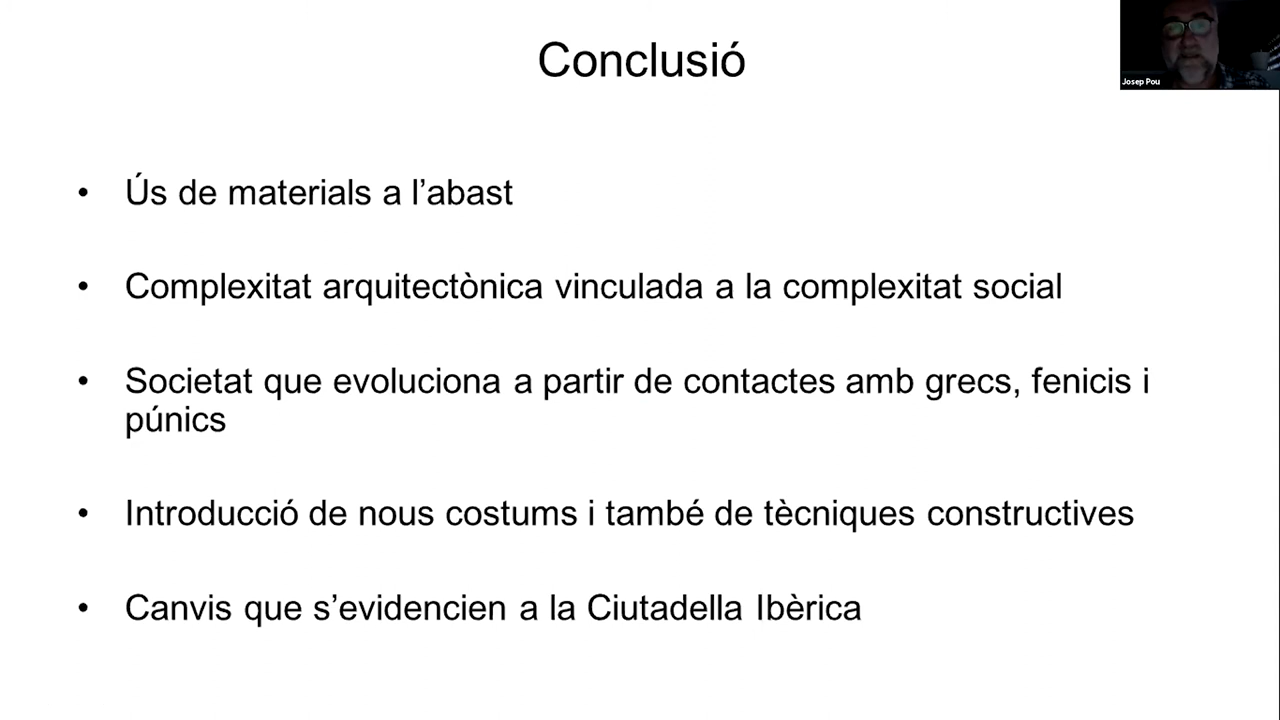 Conclusió
Josep Pou
• Ús de materials a l’abast
• Complexitat arquitectònica vinculada a la complexitat social
• Societat que evoluciona a partir de contactes amb grecs, fenicis i
púnics
• Introducció de nous costums i també de tècniques constructives
• Canvis que s’evidencien a la Ciutadella Ibèrica